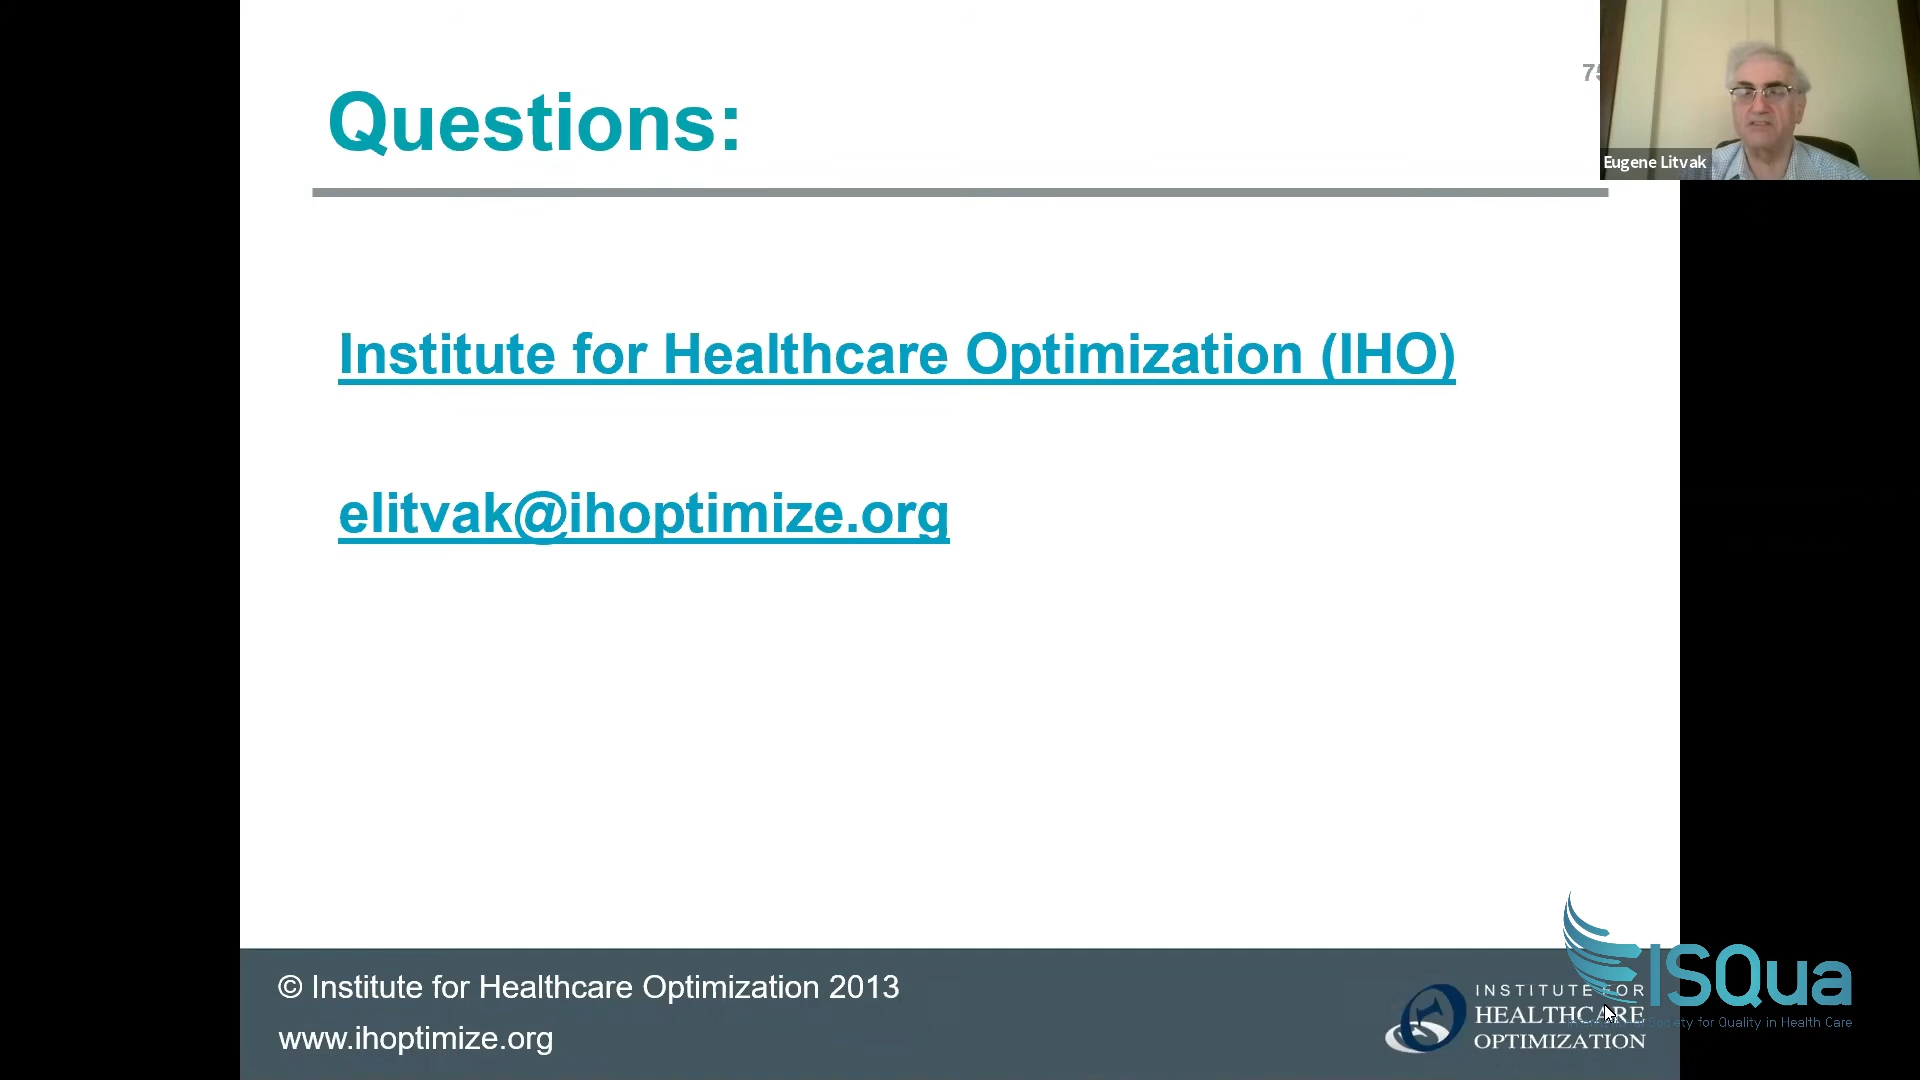 Questions:
Eugene Litvak
Institute for Healthcare Optimization (IHO)
elitvak@ihoptimize.org
© Institute for Healthcare Optimization 2013
www.ihoptimize.org
INSTITUTE FOR
HEALTHCARE
OPTIMIZATION
ISQua
Society for Quality in Health Care